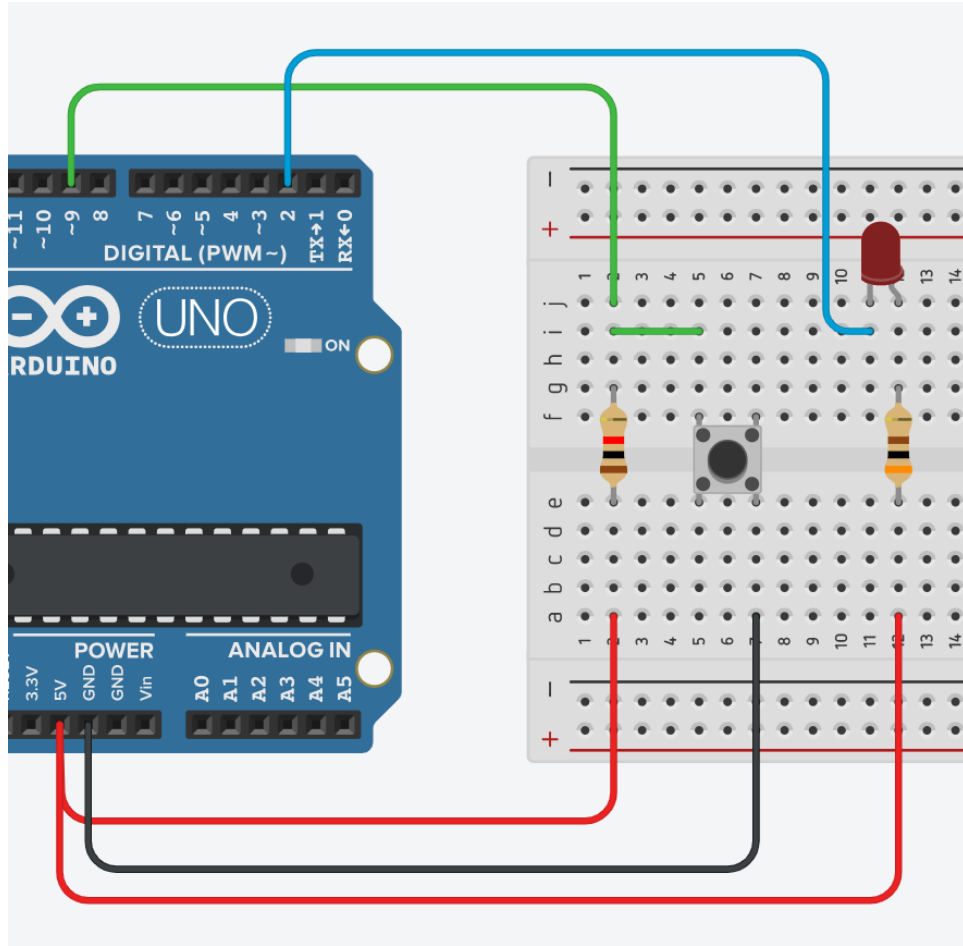 ~11 ~10 ~9 8 7 ~6 ~5 4 ~3 2 TX→1 RX←0
DIGITAL (PWM~)
UNO
ON
RDUINO
3.3V 5V GND GND Vin
POWER
ANALOG IN
A0 A1 A2 A3 A4 A5
-
+
1 2 3 4 5 6 7 8 9 10 13 14
j
i
h
g
f
e
d
c
b
a
1 2 3 4 5 6 7 8 9 10 11 12 13 14
-
+